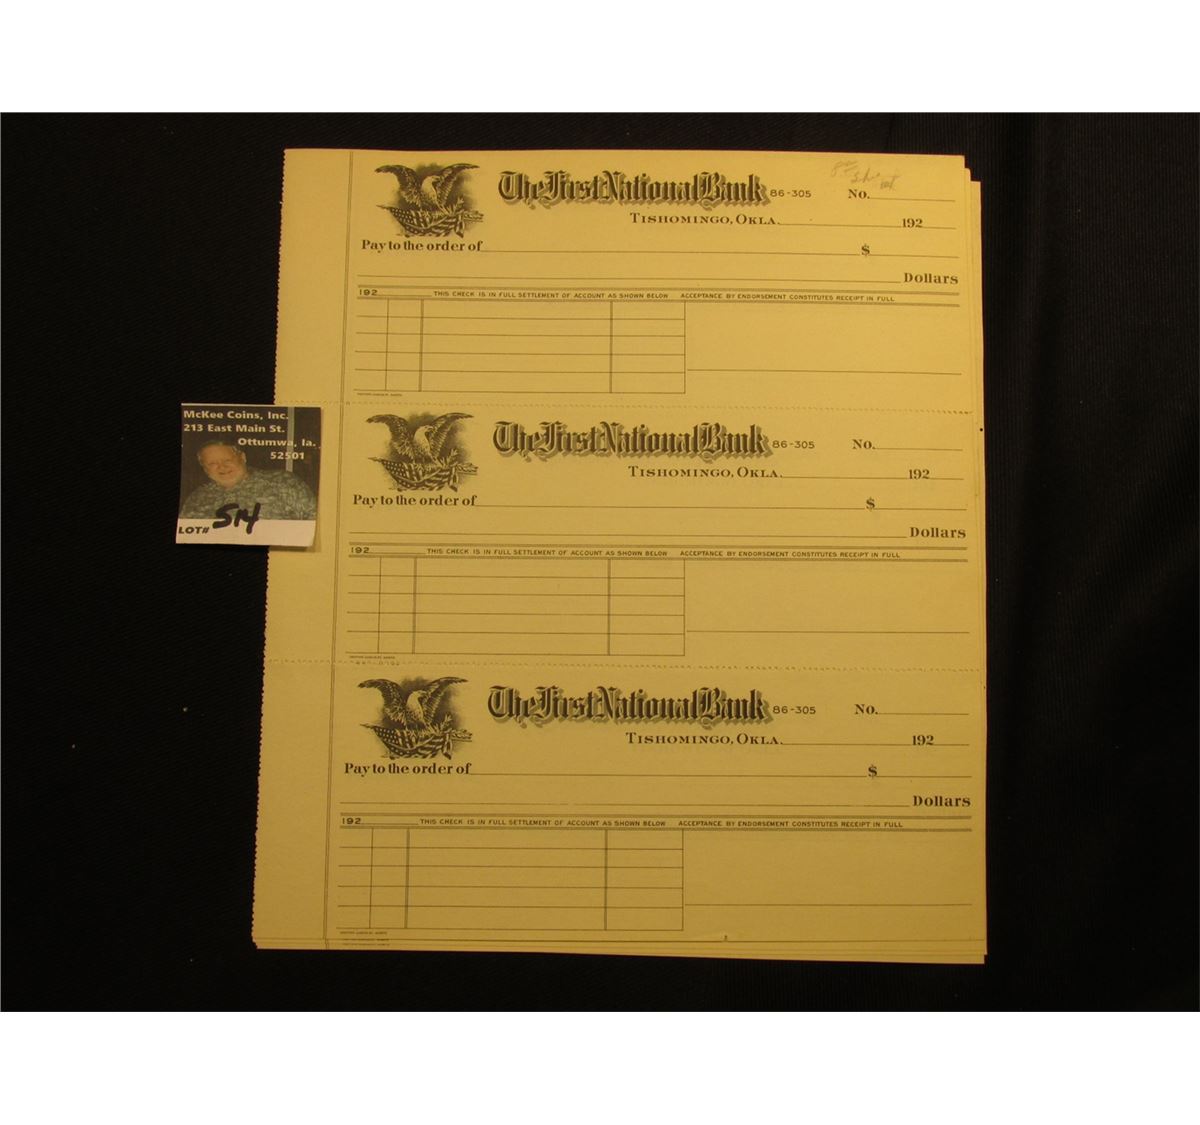 The First National Bank 86-305 No.
Tishomingo, Okla. 192
Pay to the order of $
Dollars
192 THIS CHECK IS IN FULL SETTLEMENT OF ACCOUNT AS SHOWN BELOW ACCEPTANCE BY ENDORSEMENT CONSTITUTES RECEIPT IN FULL
McKee Coins, Inc.
213 East Main St.
Ottumwa, Ia.
52501
LOT# 514
The First National Bank 86-305 No.
Tishomingo, Okla. 192
Pay to the order of $
Dollars
192 THIS CHECK IS IN FULL SETTLEMENT OF ACCOUNT AS SHOWN BELOW ACCEPTANCE BY ENDORSEMENT CONSTITUTES RECEIPT IN FULL
The First National Bank 86-305 No.
Tishomingo, Okla. 192
Pay to the order of $
Dollars
192 THIS CHECK IS IN FULL SETTLEMENT OF ACCOUNT AS SHOWN BELOW ACCEPTANCE BY ENDORSEMENT CONSTITUTES RECEIPT IN FULL